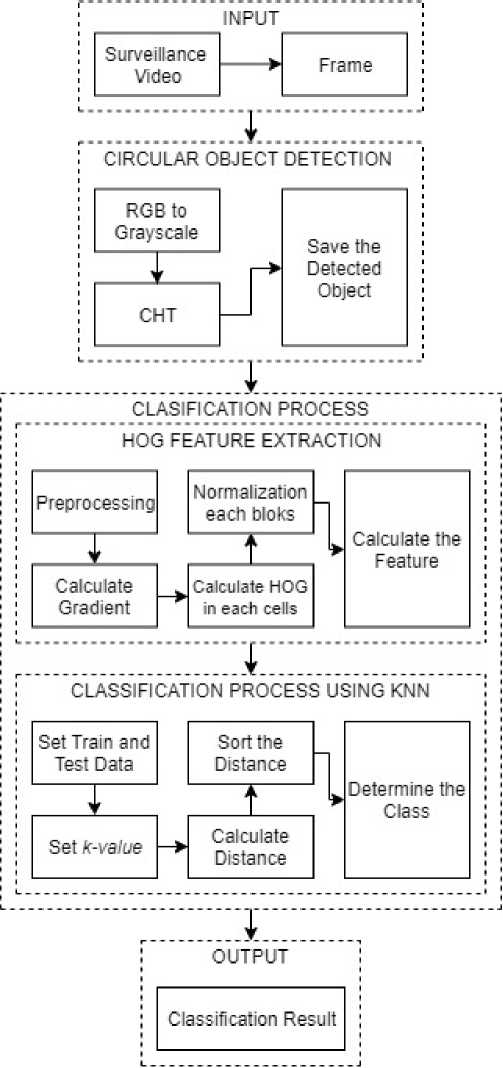 INPUT
Surveillance
Video
Frame
CIRCULAR OBJECT DETECTION
RGB to
Grayscale
CHT
Save the
Detected
Object
CLASIFICATION PROCESS
HOG FEATURE EXTRACTION
Preprocessing
Calculate
Gradient
Calculate HOG
in each cells
Normalization
each bloks
Calculate the
Feature
CLASSIFICATION PROCESS USING KNN
Set Train and
Test Data
Set k-value
Calculate
Distance
Sort the
Distance
Determine the
Class
OUTPUT
Classification Result